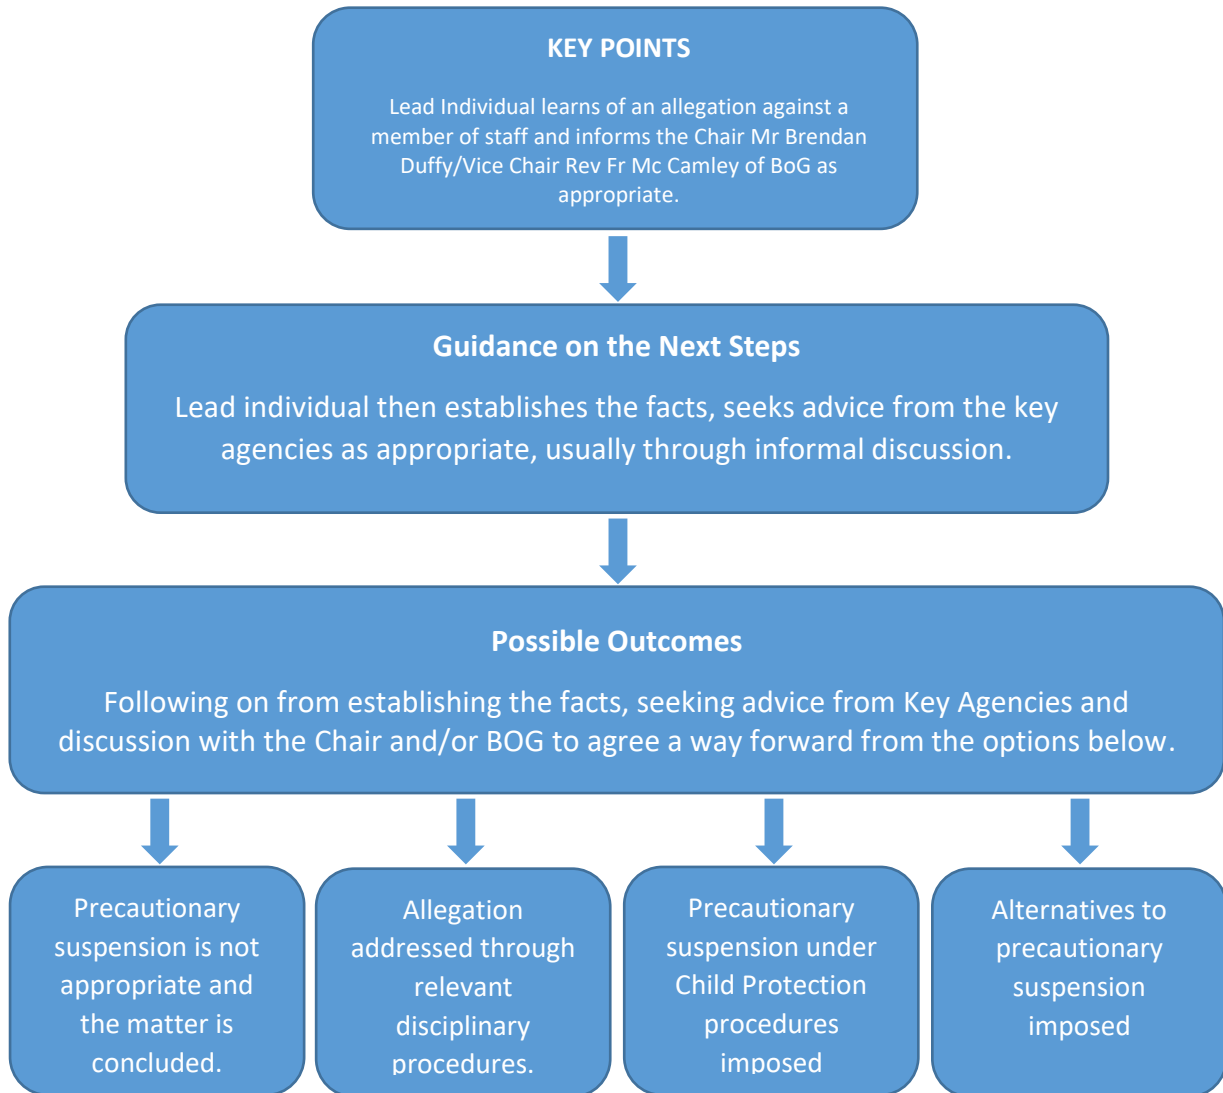 KEY POINTS
Lead Individual learns of an allegation against a
member of staff and informs the Chair Mr Brendan
Duffy/Vice Chair Rev Fr Mc Camley of BoG as
appropriate.
Guidance on the Next Steps
Lead individual then establishes the facts, seeks advice from the key
agencies as appropriate, usually through informal discussion.
Possible Outcomes
Following on from establishing the facts, seeking advice from Key Agencies and
discussion with the Chair and/or BOG to agree a way forward from the options below.
Precautionary
suspension is not
appropriate and
the matter is
concluded.
Allegation
addressed through
relevant
disciplinary
procedures.
Precautionary
suspension under
Child Protection
procedures
imposed
Alternatives to
precautionary
suspension
imposed